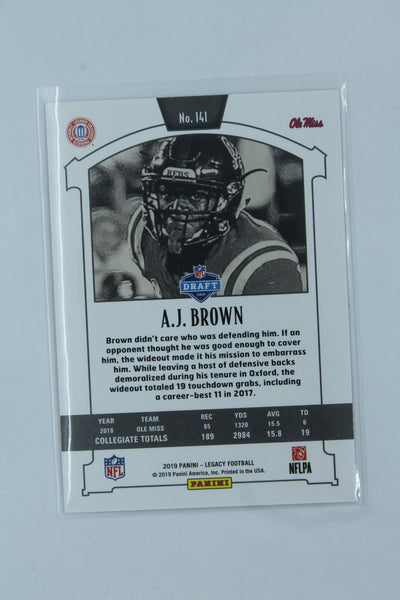 No. 141
Ole Miss
REBS
NFL
DRAFT
2019
A.J. BROWN
Brown didn't care who was defending him. If an
opponent thought he was good enough to cover
him, the wideout made it his mission to embarrass
him. While leaving a host of defensive backs
demoralized during his tenure in Oxford, the
wideout totaled 19 touchdown grabs, including
a career-best 11 in 2017.
YEAR TEAM REC YDS AVG TD
2018 OLE MISS 85 1320 15.5 6
COLLEGIATE TOTALS 189 2984 15.8 19
NFL
2019 PANINI – LEGACY FOOTBALL
© 2019 Panini America, Inc. Printed in the USA.
PANINI
NFLPA